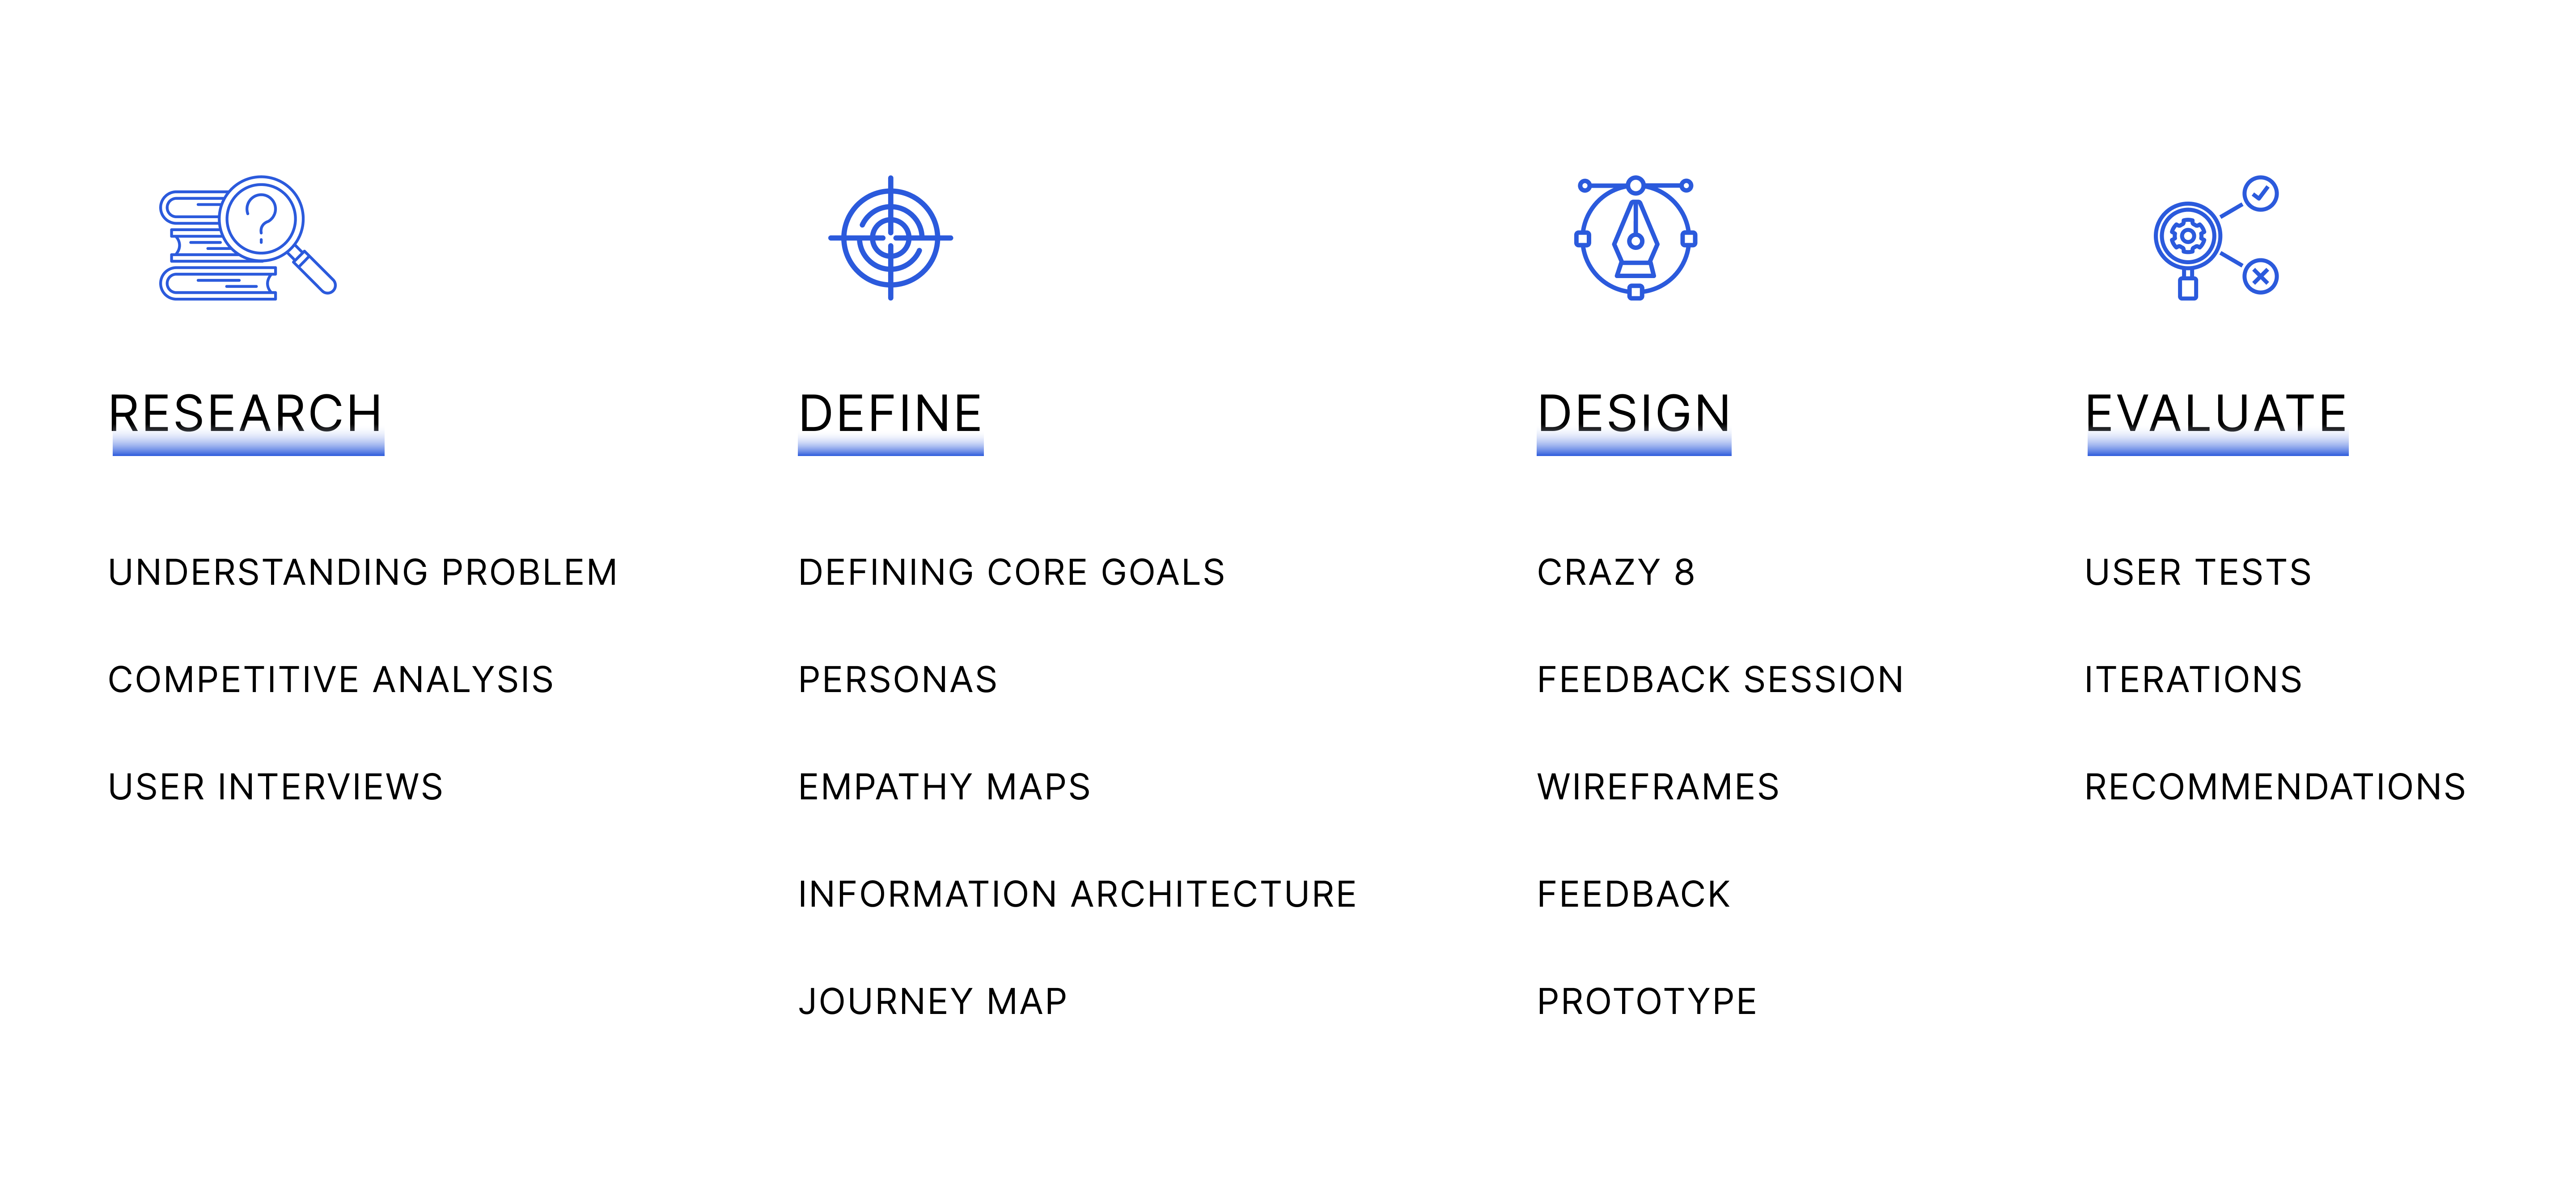 RESEARCH
UNDERSTANDING PROBLEM
COMPETITIVE ANALYSIS
USER INTERVIEWS
DEFINE
DEFINING CORE GOALS
PERSONAS
EMPATHY MAPS
INFORMATION ARCHITECTURE
JOURNEY MAP
DESIGN
CRAZY 8
FEEDBACK SESSION
WIREFRAMES
FEEDBACK
PROTOTYPE
EVALUATE
USER TESTS
ITERATIONS
RECOMMENDATIONS